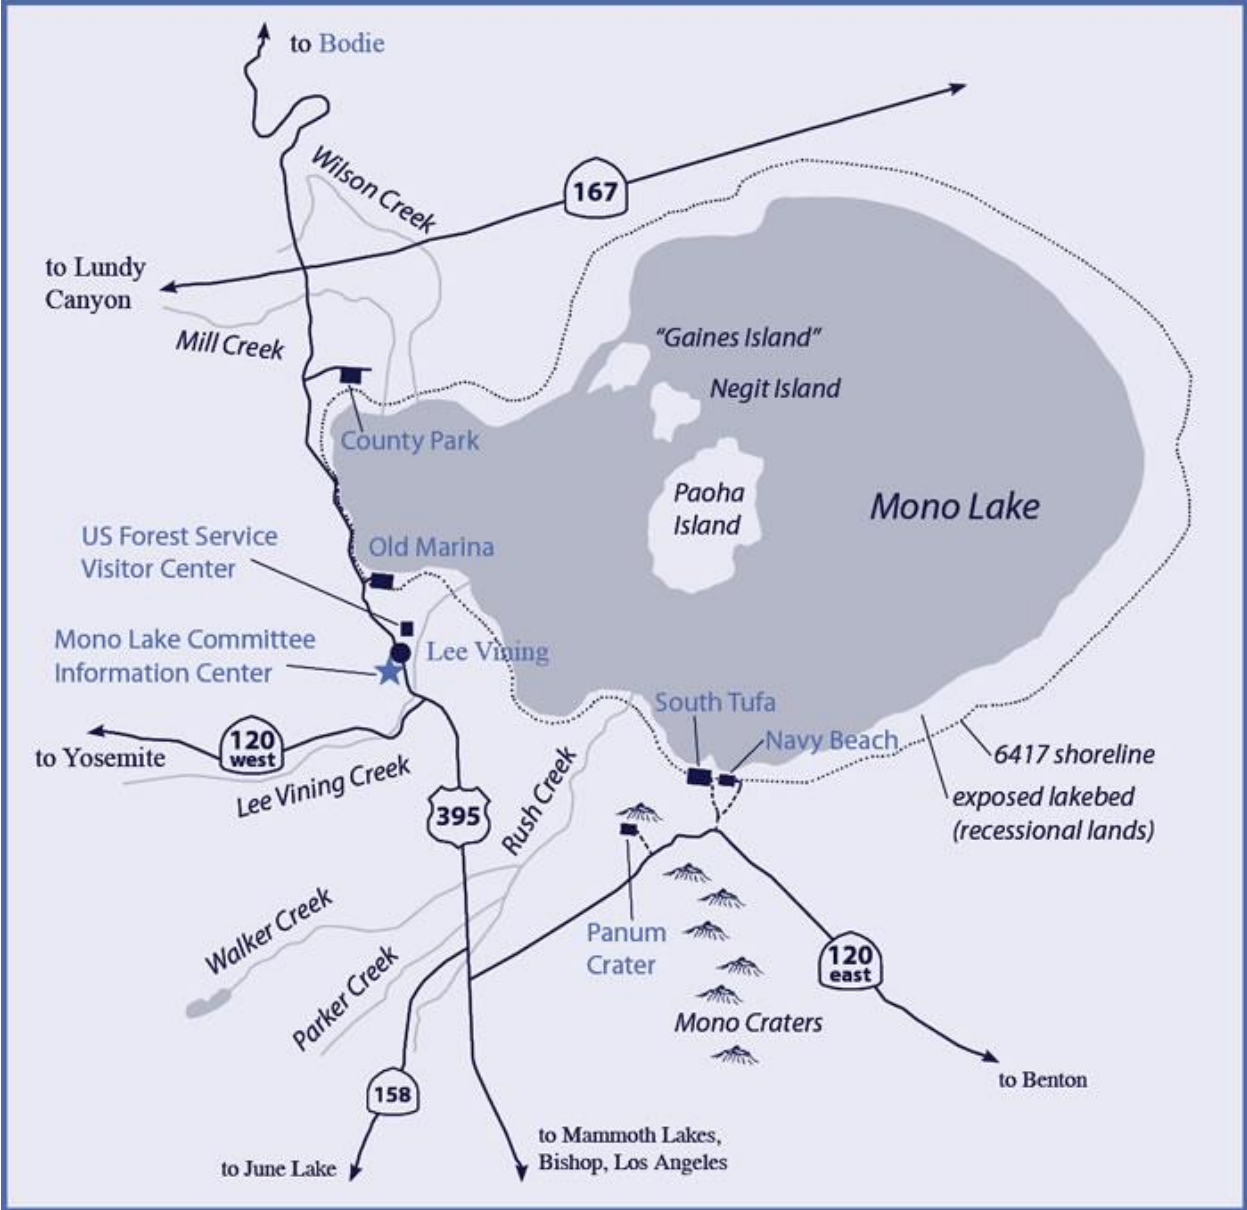 to Bodie
Wilson Creek
167
to Lundy
Canyon
Mill Creek
"Gaines Island"
Negit Island
County Park
Paoha
Island
Mono Lake
US Forest Service
Visitor Center
Old Marina
Mono Lake Committee
Information Center
Lee Vining
South Tufa
120
west
to Yosemite
Navy Beach
6417 shoreline
Lee Vining Creek
exposed lakebed
(recessional lands)
395
Rush Creek
Walker Creek
Panum
Crater
120
east
Parker Creek
Mono Craters
to Benton
158
to Mammoth Lakes,
Bishop, Los Angeles
to June Lake